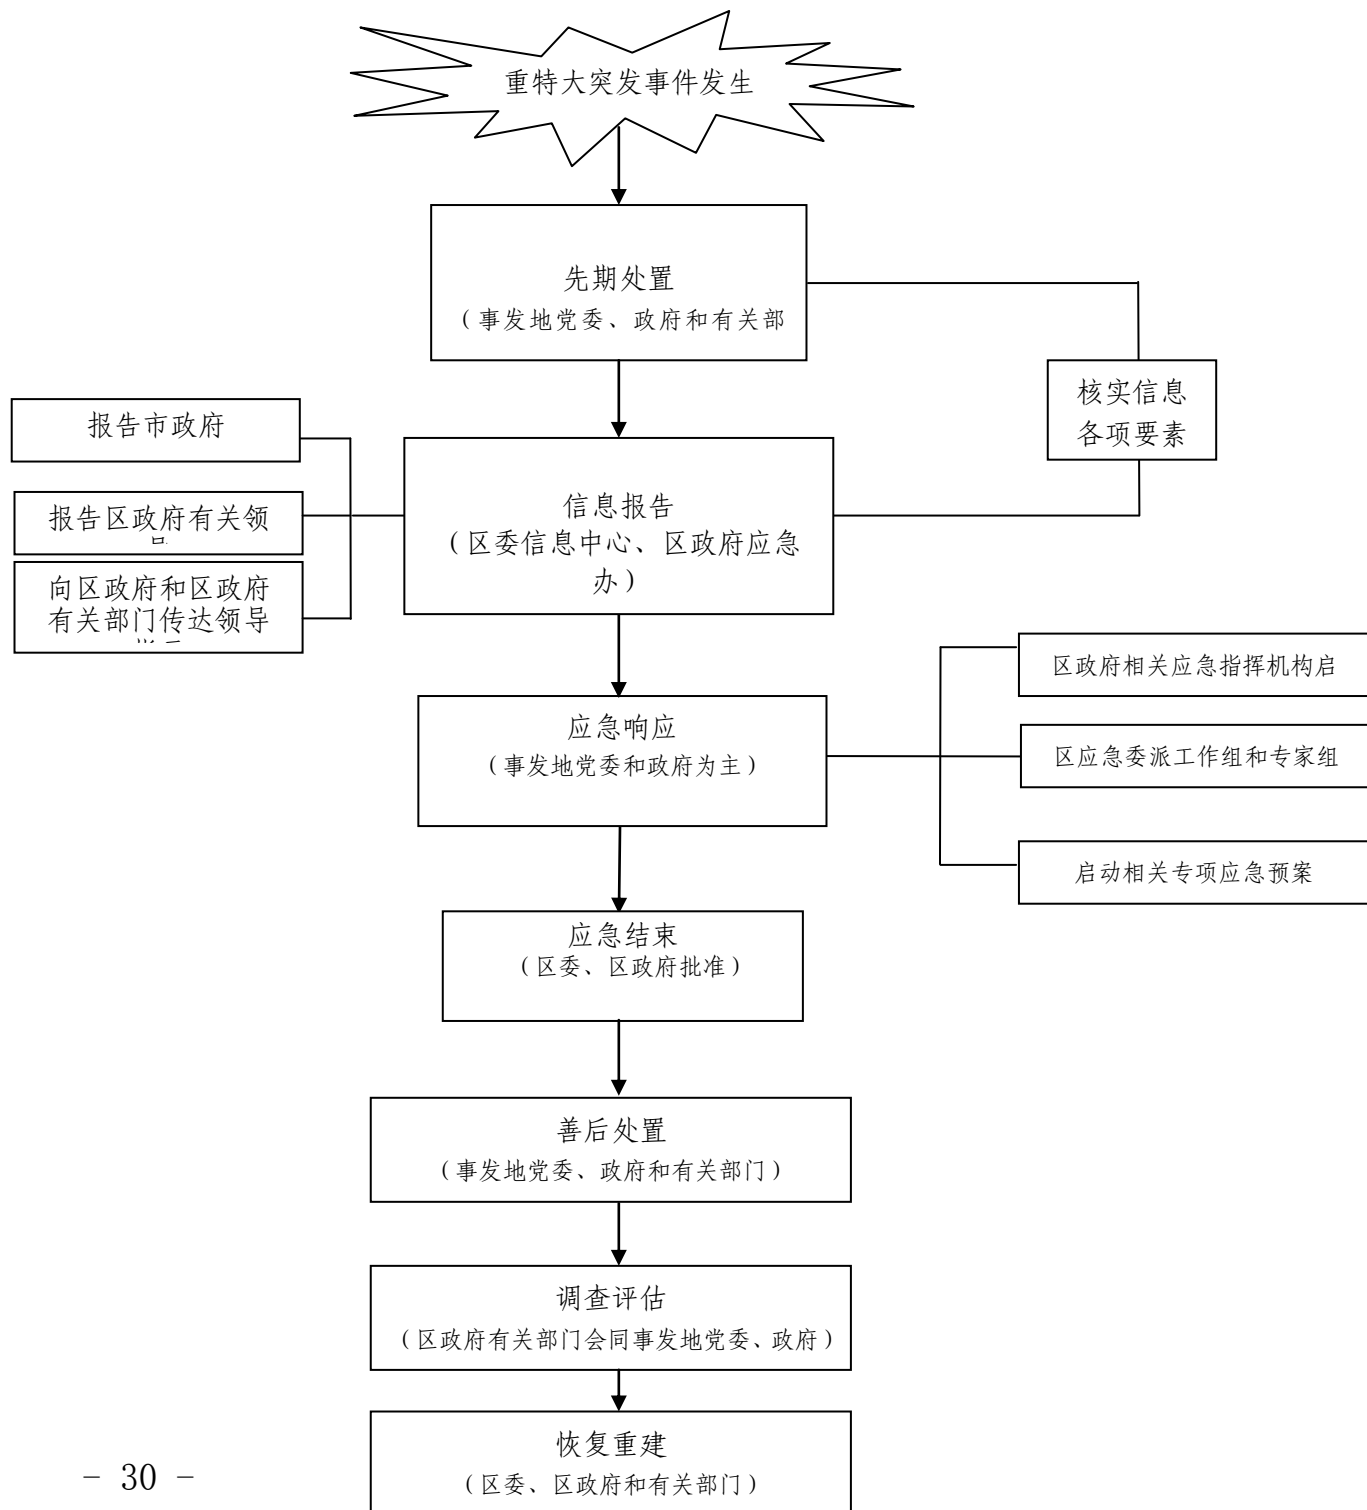 重特大突发事件发生
先期处置
（事发地党委、政府和有关部
核实信息
各项要素
报告市政府
报告区政府有关领
向区政府和区政府
有关部门传达领导
信息报告
（区委信息中心、区政府应急
办）
应急响应
（事发地党委和政府为主）
区政府相关应急指挥机构启
区应急委派工作组和专家组
启动相关专项应急预案
应急结束
（区委、区政府批准）
善后处置
（事发地党委、政府和有关部门）
调查评估
（区政府有关部门会同事发地党委、政府）
恢复重建
（区委、区政府和有关部门）
- 30 -